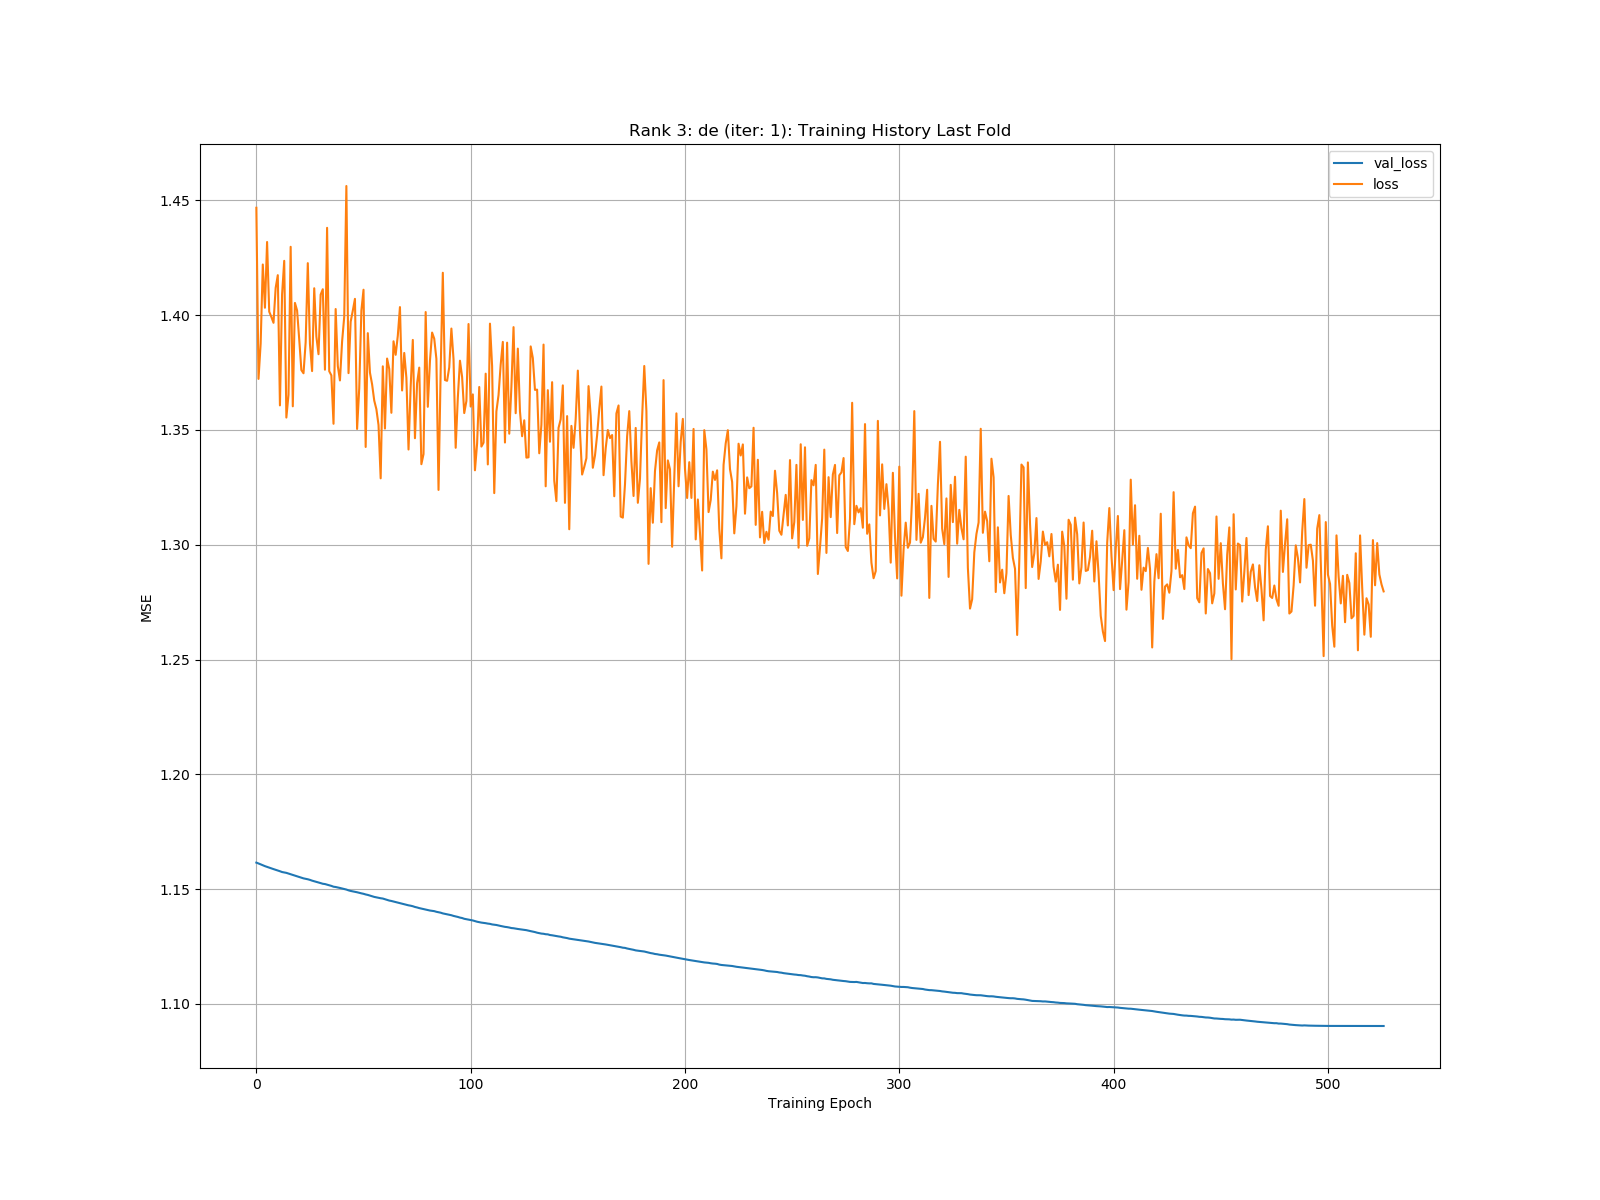 Rank 3: de (iter: 1): Training History Last Fold
val_loss
loss
1.45
1.40
1.35
1.30
1.25
1.20
1.15
1.10
MSE
0 100 200 300 400 500
Training Epoch